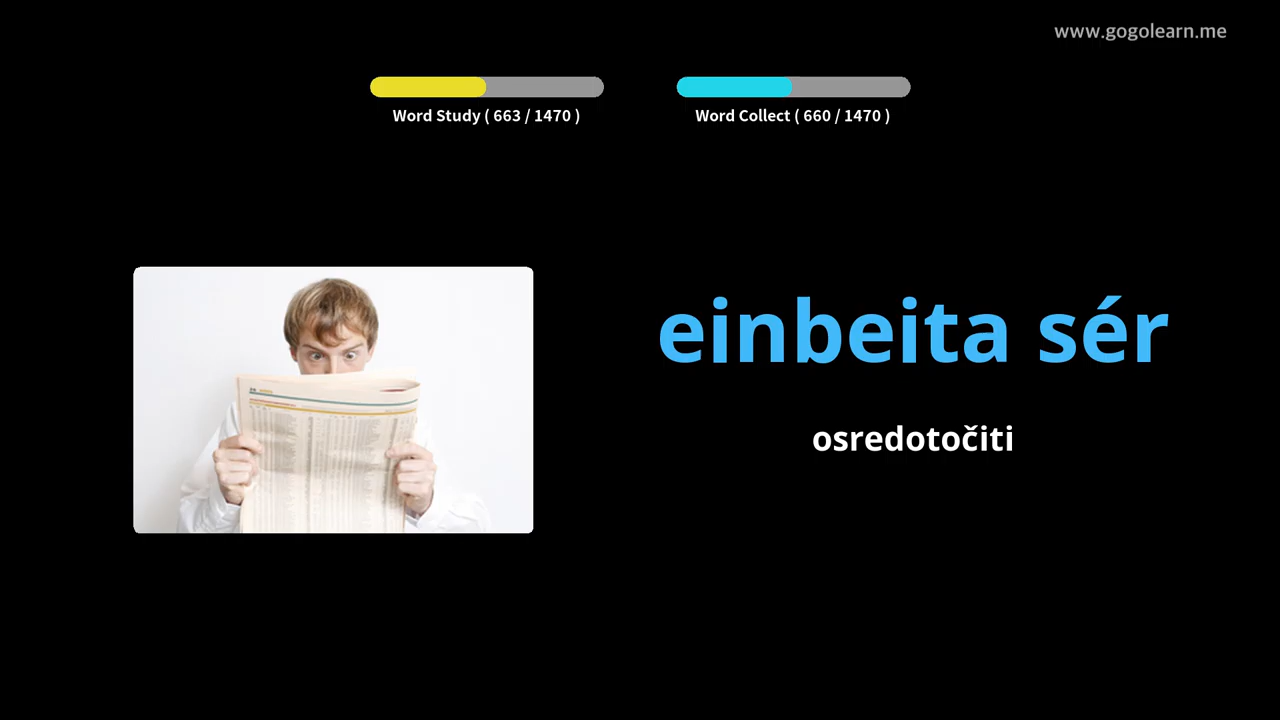 www.gogolearn.me
Word Study ( 663 / 1470 )
Word Collect ( 660 / 1470 )
einbeita sér
osredotočiti